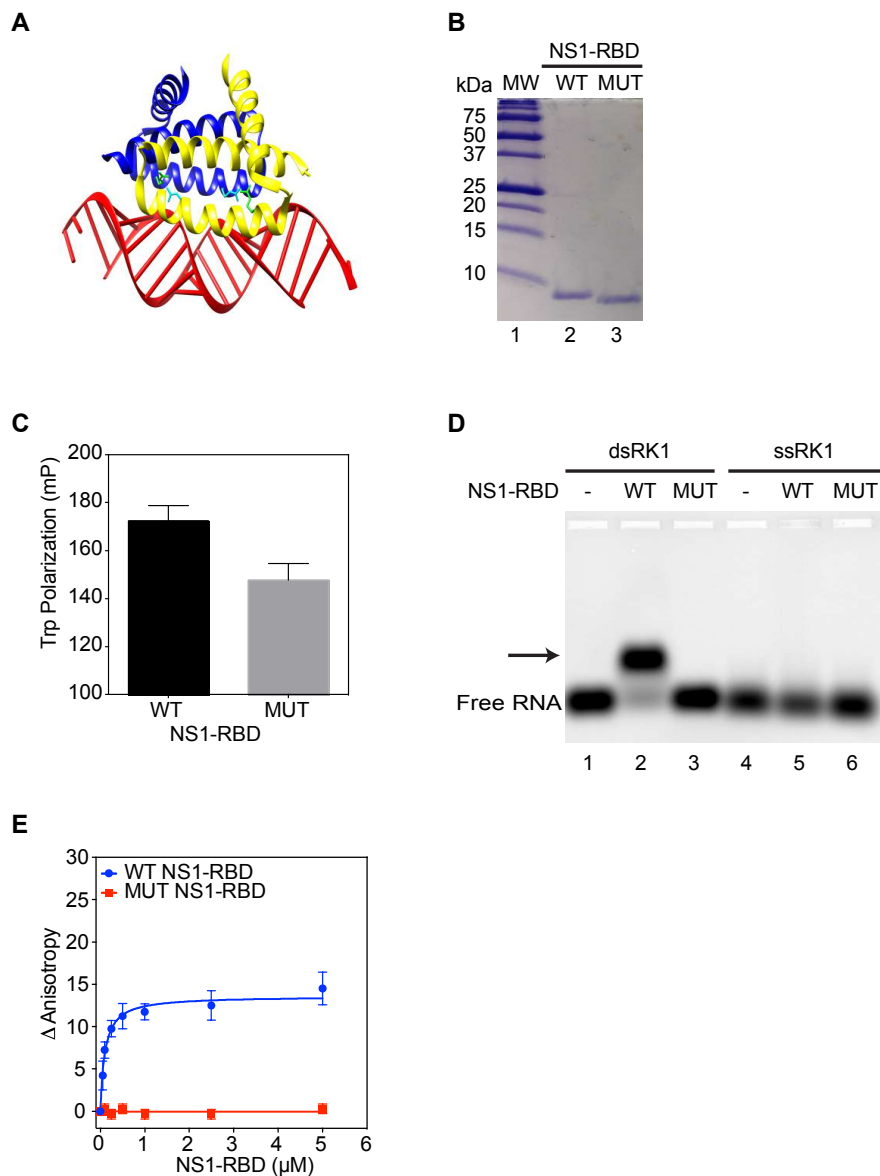 A
B
NS1-RBD
kDa MW WT MUT
75
50
37
25
20
15
10
1 2 3
C
Trp Polarization (mP)
200
180
160
140
120
100
WT MUT
NS1-RBD
D
dsRK1 ssRK1
NS1-RBD - WT MUT - WT MUT
Free RNA
1 2 3 4 5 6
E
Δ Anisotropy
30
25
20
15
10
5
0
WT NS1-RBD
MUT NS1-RBD
0 1 2 3 4 5 6
NS1-RBD (µM)